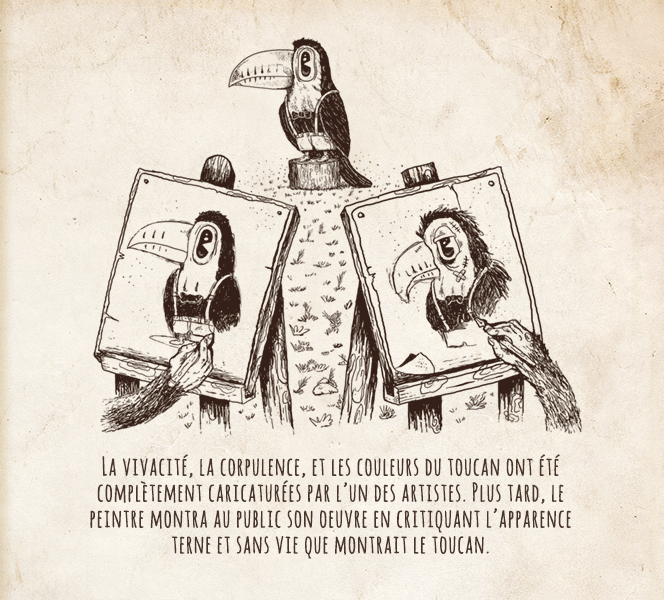 La vivacité, la corpulence, et les couleurs du toucan ont été
complètement caricaturées par l'un des artistes. Plus tard, le
peintre montra au public son oeuvre en critiquant l'apparence
terne et sans vie que montrait le toucan.